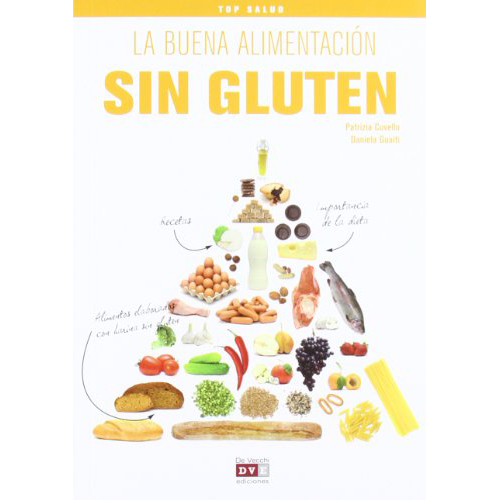 TOP SALUD
LA BUENA ALIMENTACIÓN
SIN GLUTEN
Patrizia Cuvello
Daniela Guaiti
Recetas
Importancia
de la dieta
Alimentos elaborados
con harina sin gluten
De Vecchi
DVE
ediciones